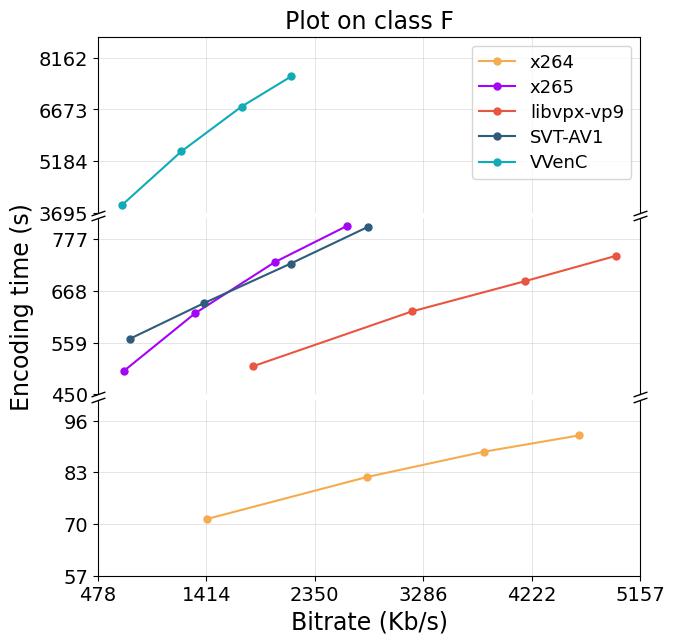 Plot on class F
x264
x265
libvpx-vp9
SVT-AV1
VVenC
Encoding time (s)
8162
6673
5184
3695
777
668
559
450
96
83
70
57
478 1414 2350 3286 4222 5157
Bitrate (Kb/s)